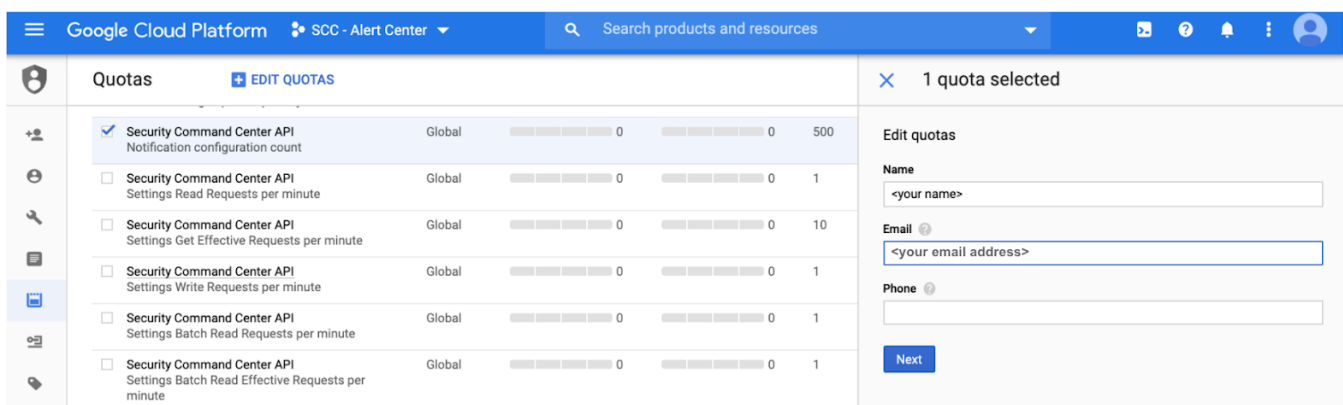 Google Cloud Platform SCC - Alert Center Search products and resources
Quotas EDIT QUOTAS
Security Command Center API Global 0 0 500
Notification configuration count
Security Command Center API Global 0 0 1
Settings Read Requests per minute
Security Command Center API Global 0 0 10
Settings Get Effective Requests per minute
Security Command Center API Global 0 0 1
Settings Write Requests per minute
Security Command Center API Global 0 0 1
Settings Batch Read Requests per minute
Security Command Center API Global 0 0 1
Settings Batch Read Effective Requests per
minute
1 quota selected
Edit quotas
Name
<your name>
Email
<your email address>
Phone
Next